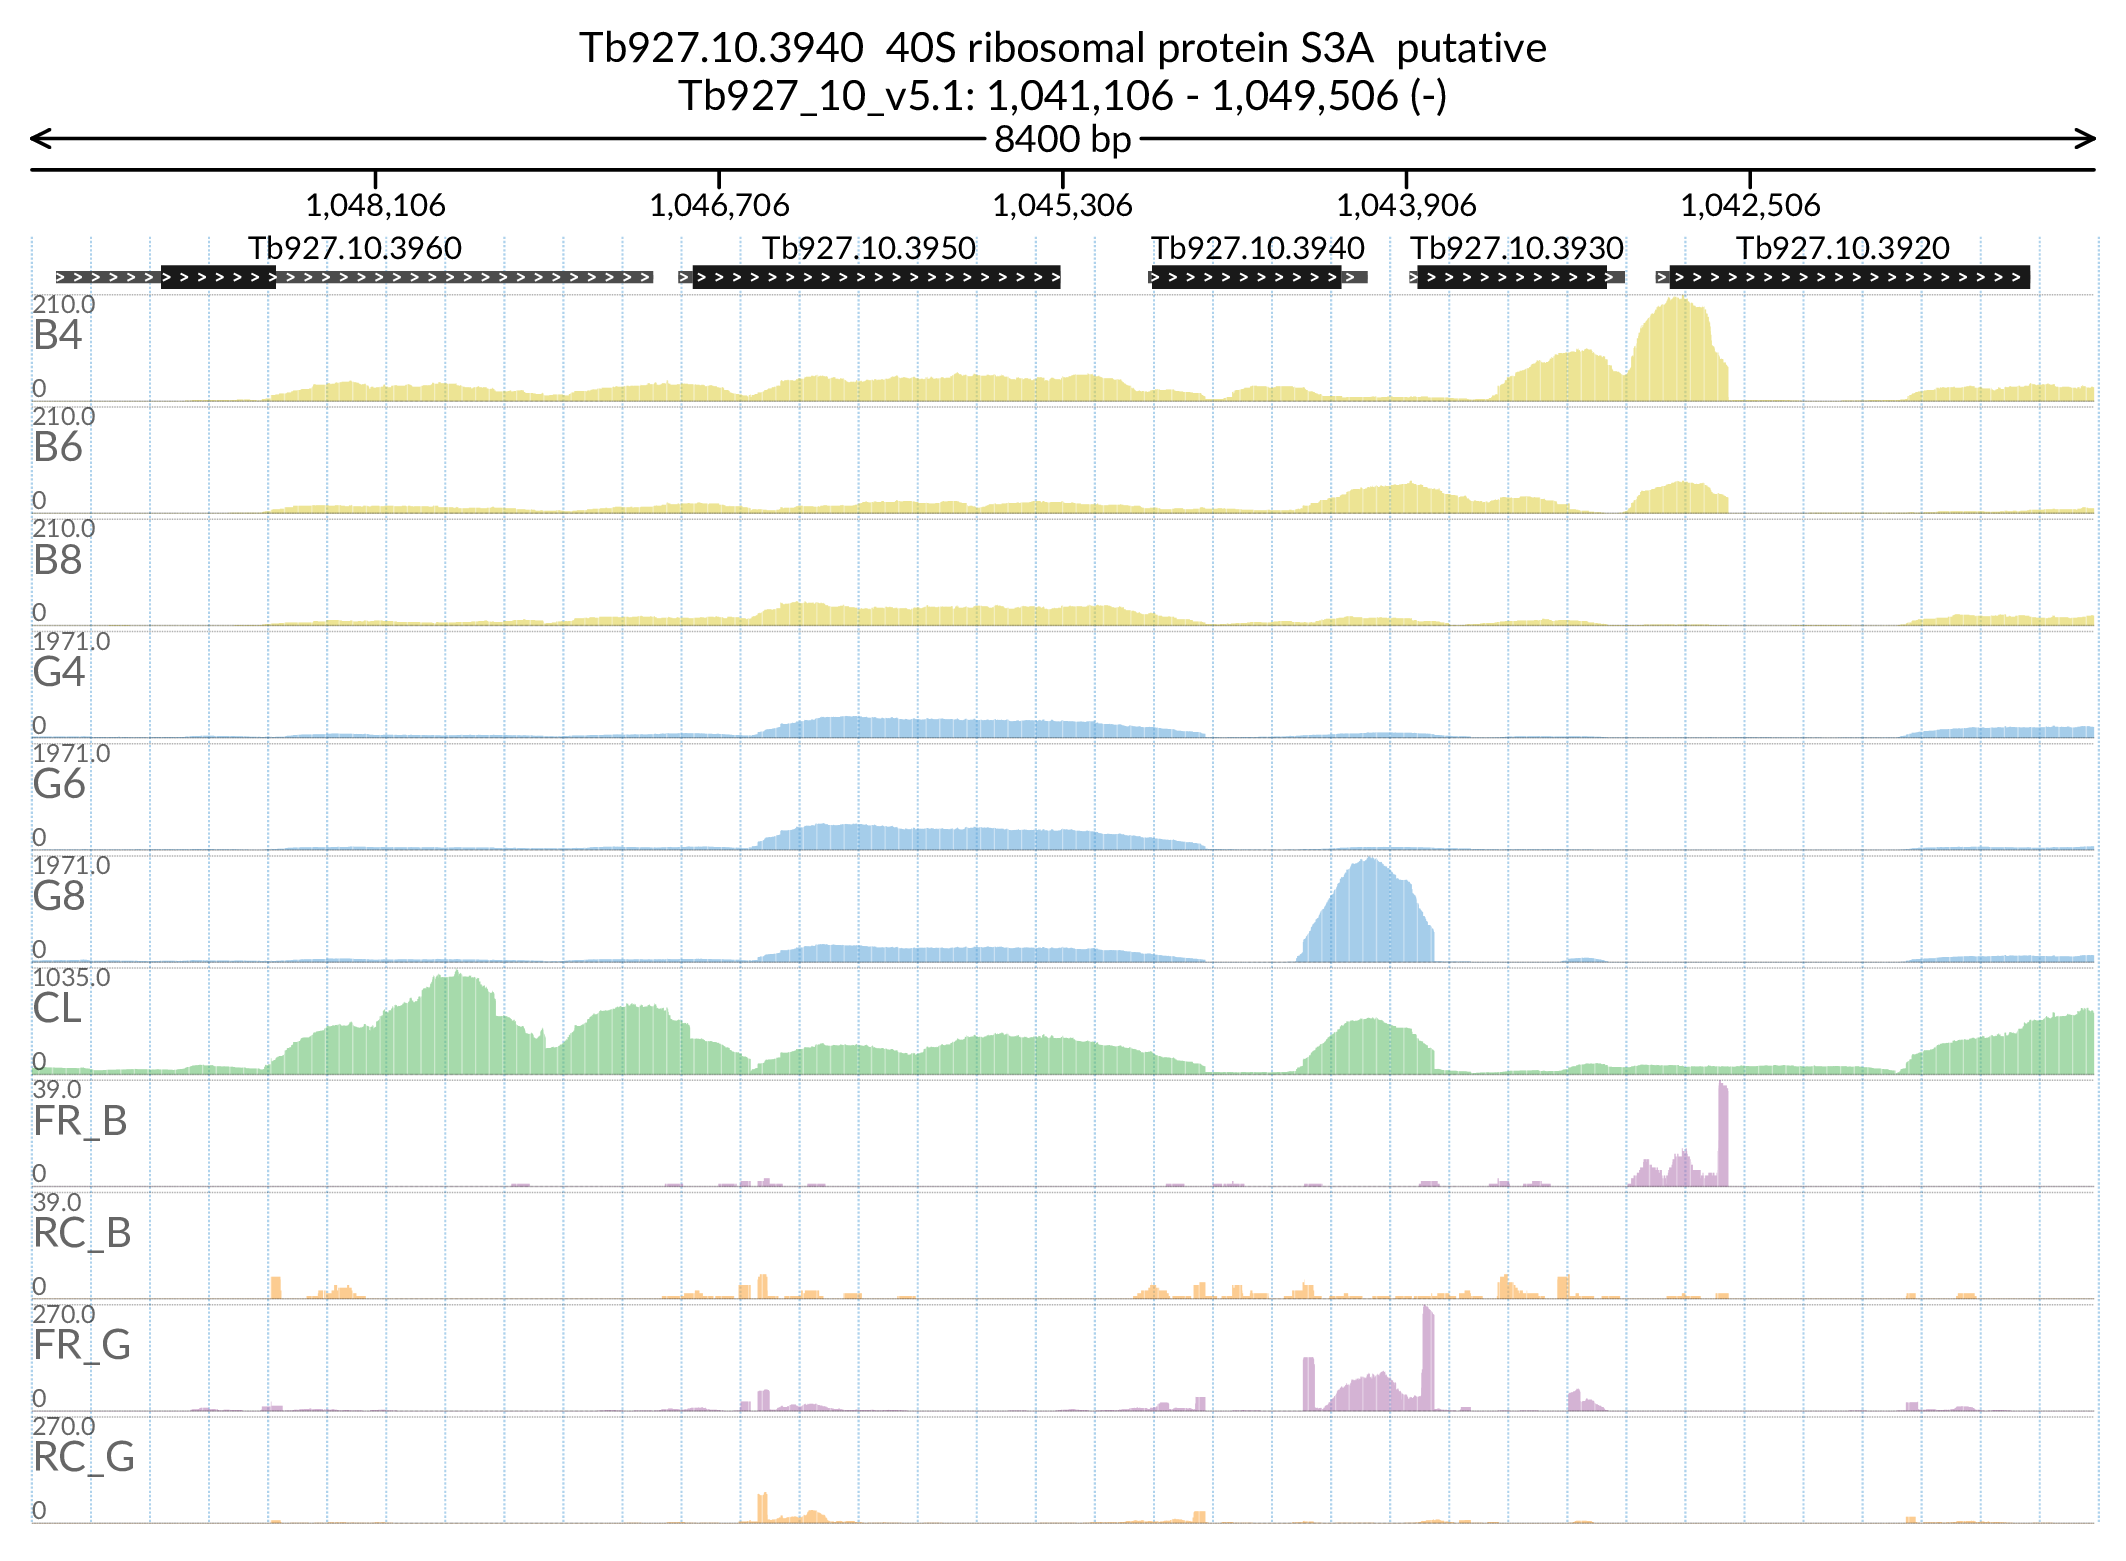 Tb927.10.3940 40S ribosomal protein S3A putative
Tb927_10_v5.1: 1,041,106 - 1,049,506 (-)
8400 bp
1,048,106 1,046,706 1,045,306 1,043,906 1,042,506
Tb927.10.3960 Tb927.10.3950 Tb927.10.3940 Tb927.10.3930 Tb927.10.3920
210.0
B4
0
210.0
B6
0
210.0
B8
0
1971.0
G4
0
1971.0
G6
0
1971.0
G8
0
1035.0
CL
0
39.0
FR_B
0
39.0
RC_B
0
270.0
FR_G
0
270.0
RC_G
0